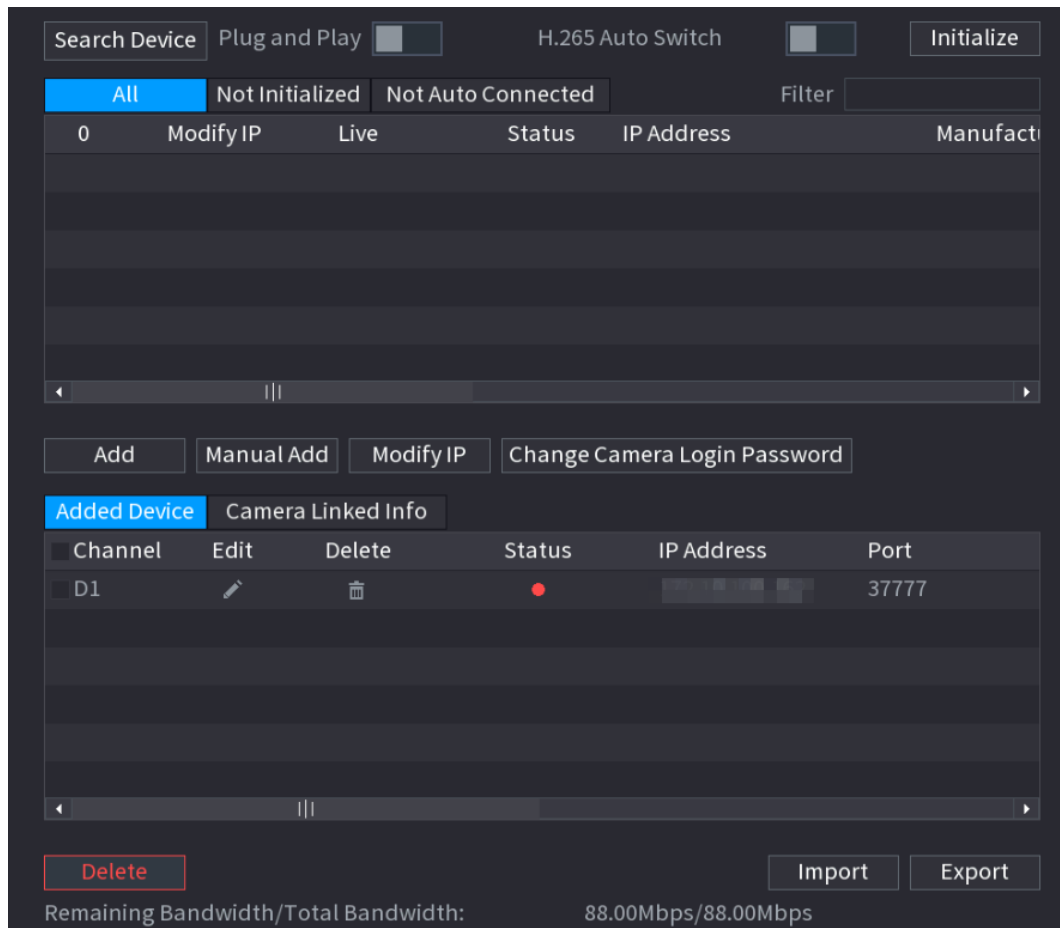 Search Device Plug and Play H.265 Auto Switch Initialize
All Not Initialized Not Auto Connected Filter
0 Modify IP Live Status IP Address Manufact
Add Manual Add Modify IP Change Camera Login Password
Added Device Camera Linked Info
Channel Edit Delete Status IP Address Port
D1 37777
Delete Import Export
Remaining Bandwidth/Total Bandwidth: 88.00Mbps/88.00Mbps